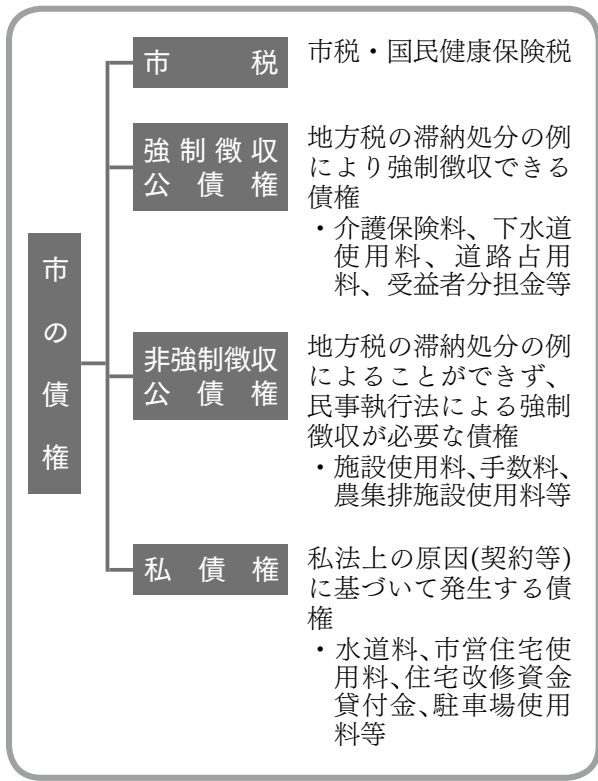 市の債権
市税
市税・国民健康保険税
強制徴収
公債権
地方税の滞納処分の例
により強制徴収できる
債権
・介護保険料、下水道
使用料、道路占用
料、受益者分担金等
非強制徴収
公債権
地方税の滞納処分の例
によることができず、
民事執行法による強制
徴収が必要な債権
・施設使用料、手数料、
農集排施設使用料等
私債権
私法上の原因(契約等)
に基づいて発生する債
権
・水道料、市営住宅使
用料、住宅改修資金
貸付金、駐車場使用
料等